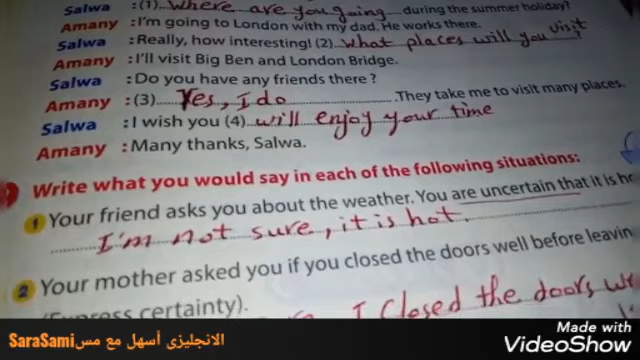 Salwa : (1) Where are you going during the summer holiday?
Amany : I'm going to London with my dad. He works there.
Salwa : Really, how interesting! (2) What places will you visit ?
Amany : I'll visit Big Ben and London Bridge.
Salwa : Do you have any friends there ?
Amany : (3) Yes, I do .They take me to visit many places.
Salwa : I wish you (4) will enjoy your time
Amany : Many thanks, Salwa.
Write what you would say in each of the following situations:
1 Your friend asks you about the weather. You are uncertain that it is
I'm not sure, it is hot.
2 Your mother asked you if you closed the doors well before
certainty).
I closed the doors
الانجليزى أسهل مع مس SaraSami
Made with
VideoShow